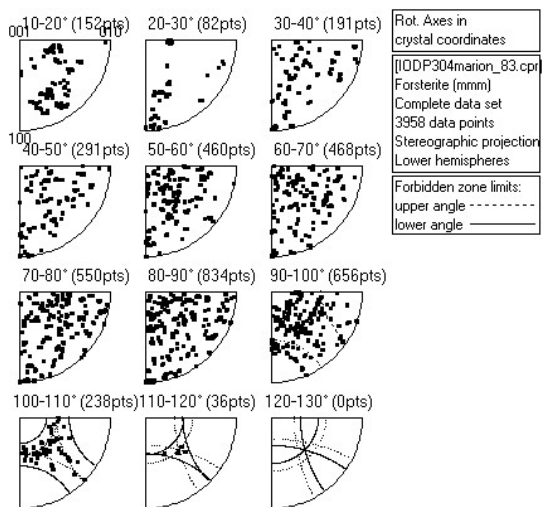 10-20° (152pts) 20-30° (82pts) 30-40° (191pts)
001 010
100
40-50° (291pts) 50-60° (460pts) 60-70° (468pts)
70-80° (550pts) 80-90° (834pts) 90-100° (656pts)
100-110° (238pts) 110-120° (36pts) 120-130° (0pts)
Rot. Axes in
crystal coordinates
[IODP304marion_83.cpr]
Forsterite (mmm)
Complete data set
3958 data points
Stereographic projection
Lower hemispheres
Forbidden zone limits:
upper angle
lower angle